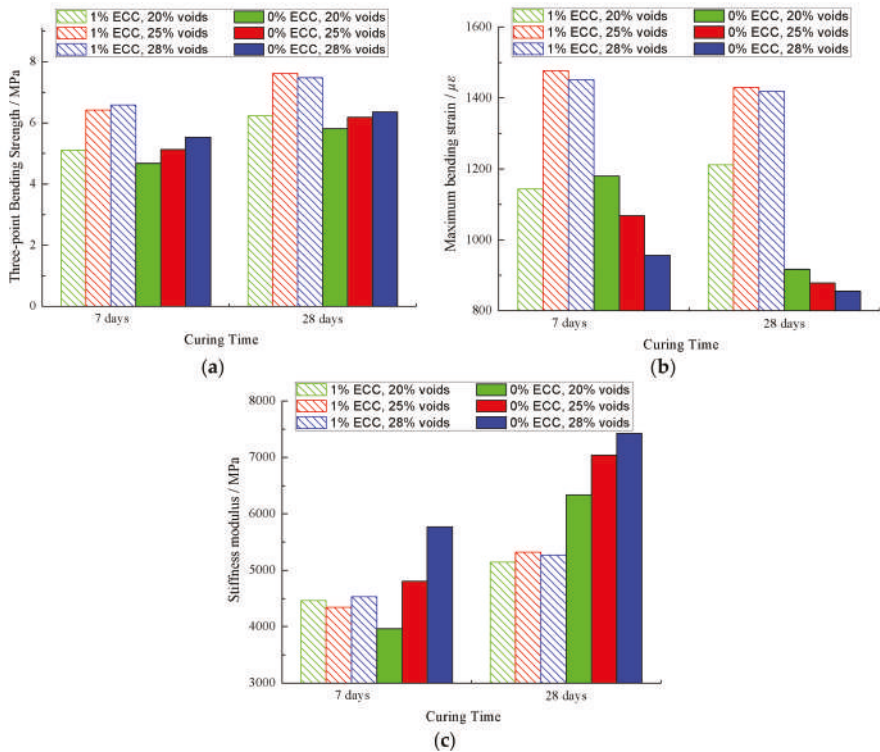 1% ECC, 20% voids 0% ECC, 20% voids
1% ECC, 25% voids 0% ECC, 25% voids
1% ECC, 28% voids 0% ECC, 28% voids
Three-point Bending Strength / MPa
8
6
4
2
0
7 days 28 days
Curing Time
(a)
1% ECC, 20% voids 0% ECC, 20% voids
1% ECC, 25% voids 0% ECC, 25% voids
1% ECC, 28% voids 0% ECC, 28% voids
Maximum bending strain / με
1600
1400
1200
1000
800
7 days 28 days
Curing Time
(b)
1% ECC, 20% voids 0% ECC, 20% voids
1% ECC, 25% voids 0% ECC, 25% voids
1% ECC, 28% voids 0% ECC, 28% voids
Stiffness modulus / MPa
8000
7000
6000
5000
4000
3000
7 days 28 days
Curing Time
(c)